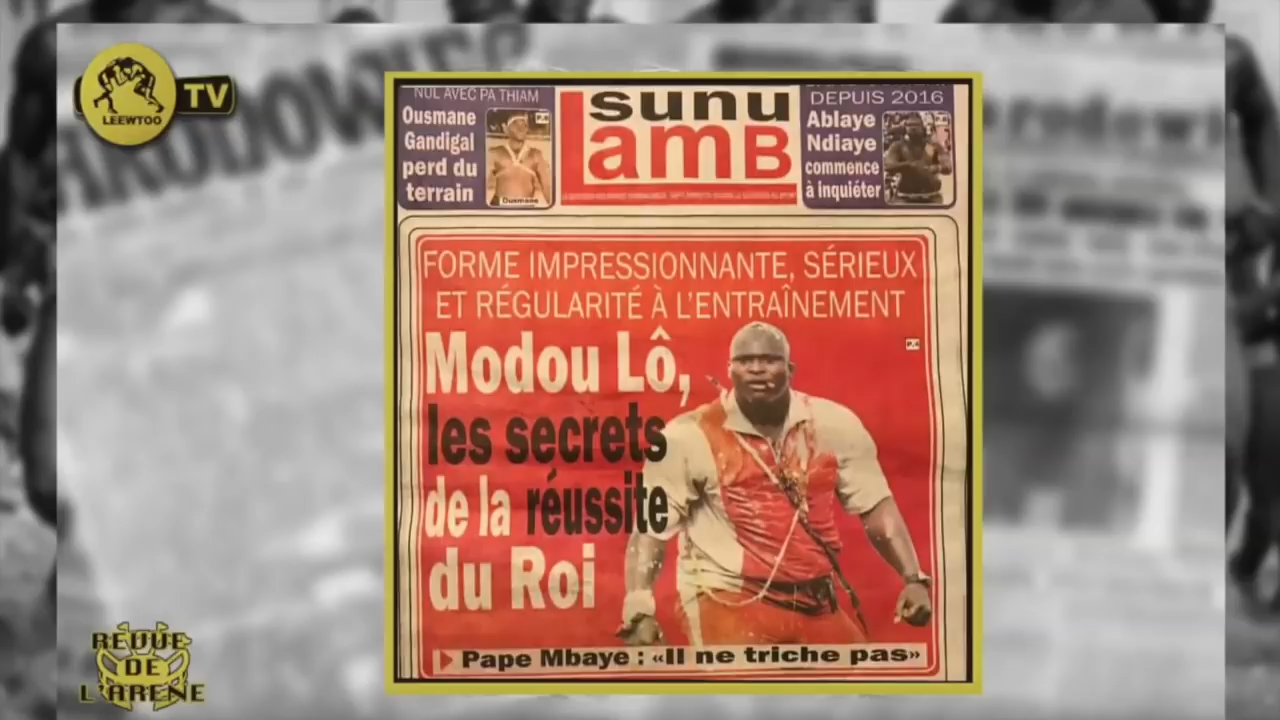 LEEWTOO
TV
NUL AVEC PA THIAM
Ousmane
Gandigal
perd du
terrain
Ousmane
sunu
Lamb
DEPUIS 2016
Ablaye
Ndiaye
commence
à inquiéter
FORME IMPRESSIONNANTE, SÉRIEUX
ET RÉGULARITÉ À L'ENTRAÎNEMENT
Modou Lô,
les secrets
de la réussite
du Roi
Pape Mbaye : «Il ne triche pas»
REVUE
DE
L'ARENE